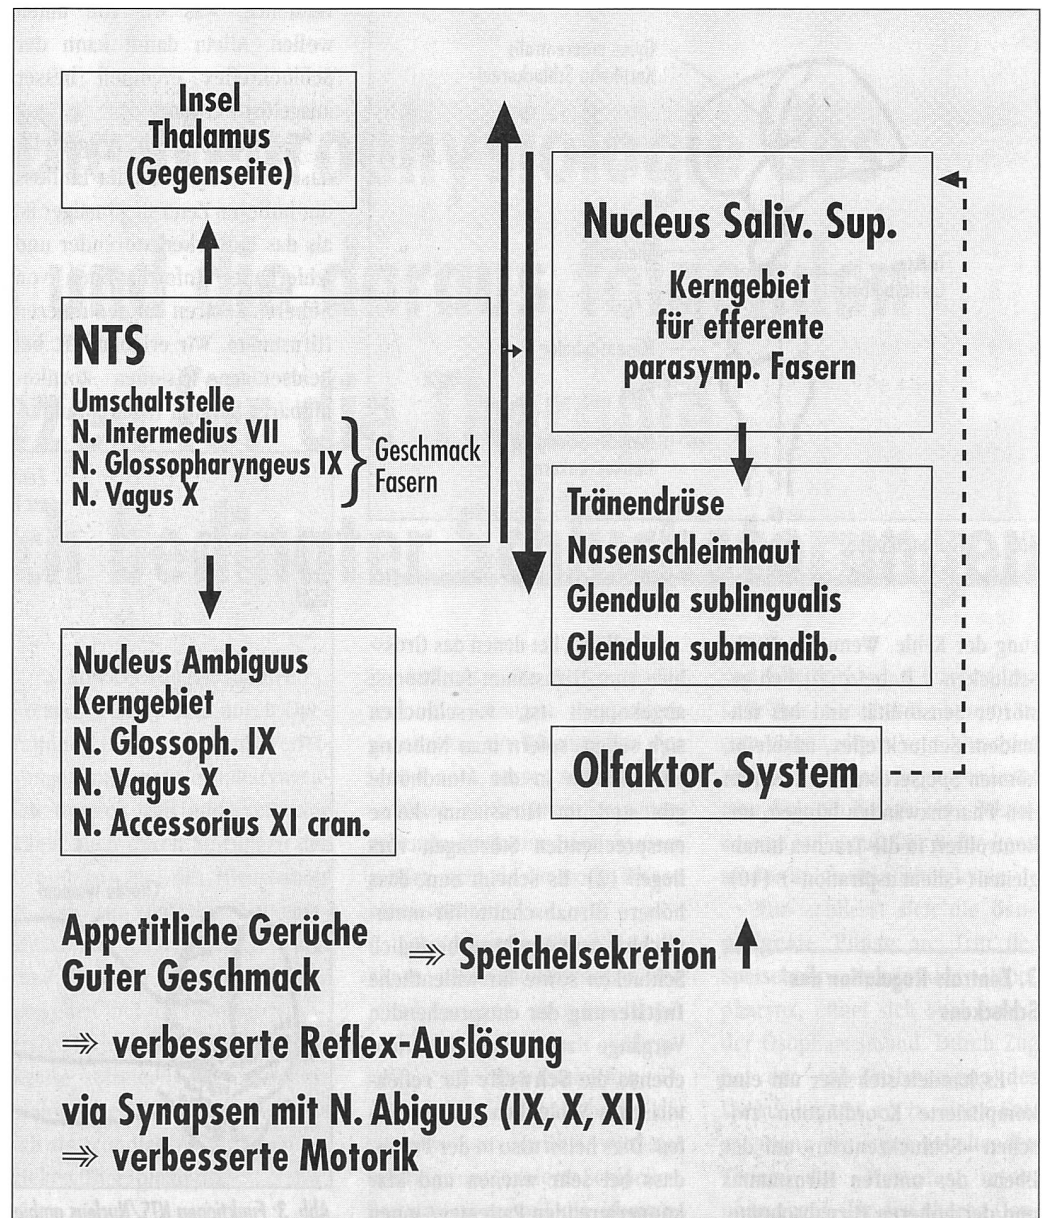 Insel
Thalamus
(Gegenseite)
NTS
Umschaltstelle
N. Intermedius VII
N. Glossopharyngeus IX
N. Vagus X
Geschmack
Fasern
Nucleus Ambiguus
Kerngebiet
N. Glossoph. IX
N. Vagus X
N. Accessorius XI cran.
Nucleus Saliv. Sup.
Kerngebiet
für efferente
parasymp. Fasern
Tränendrüse
Nasenschleimhaut
Glendula sublingualis
Glendula submandib.
Olfaktor. System
Appetitliche Gerüche
Guter Geschmack
⇒ Speichelsekretion ↑
⇒ verbesserte Reflex-Auslösung
via Synapsen mit N. Abiguus (IX, X, XI)
⇒ verbesserte Motorik